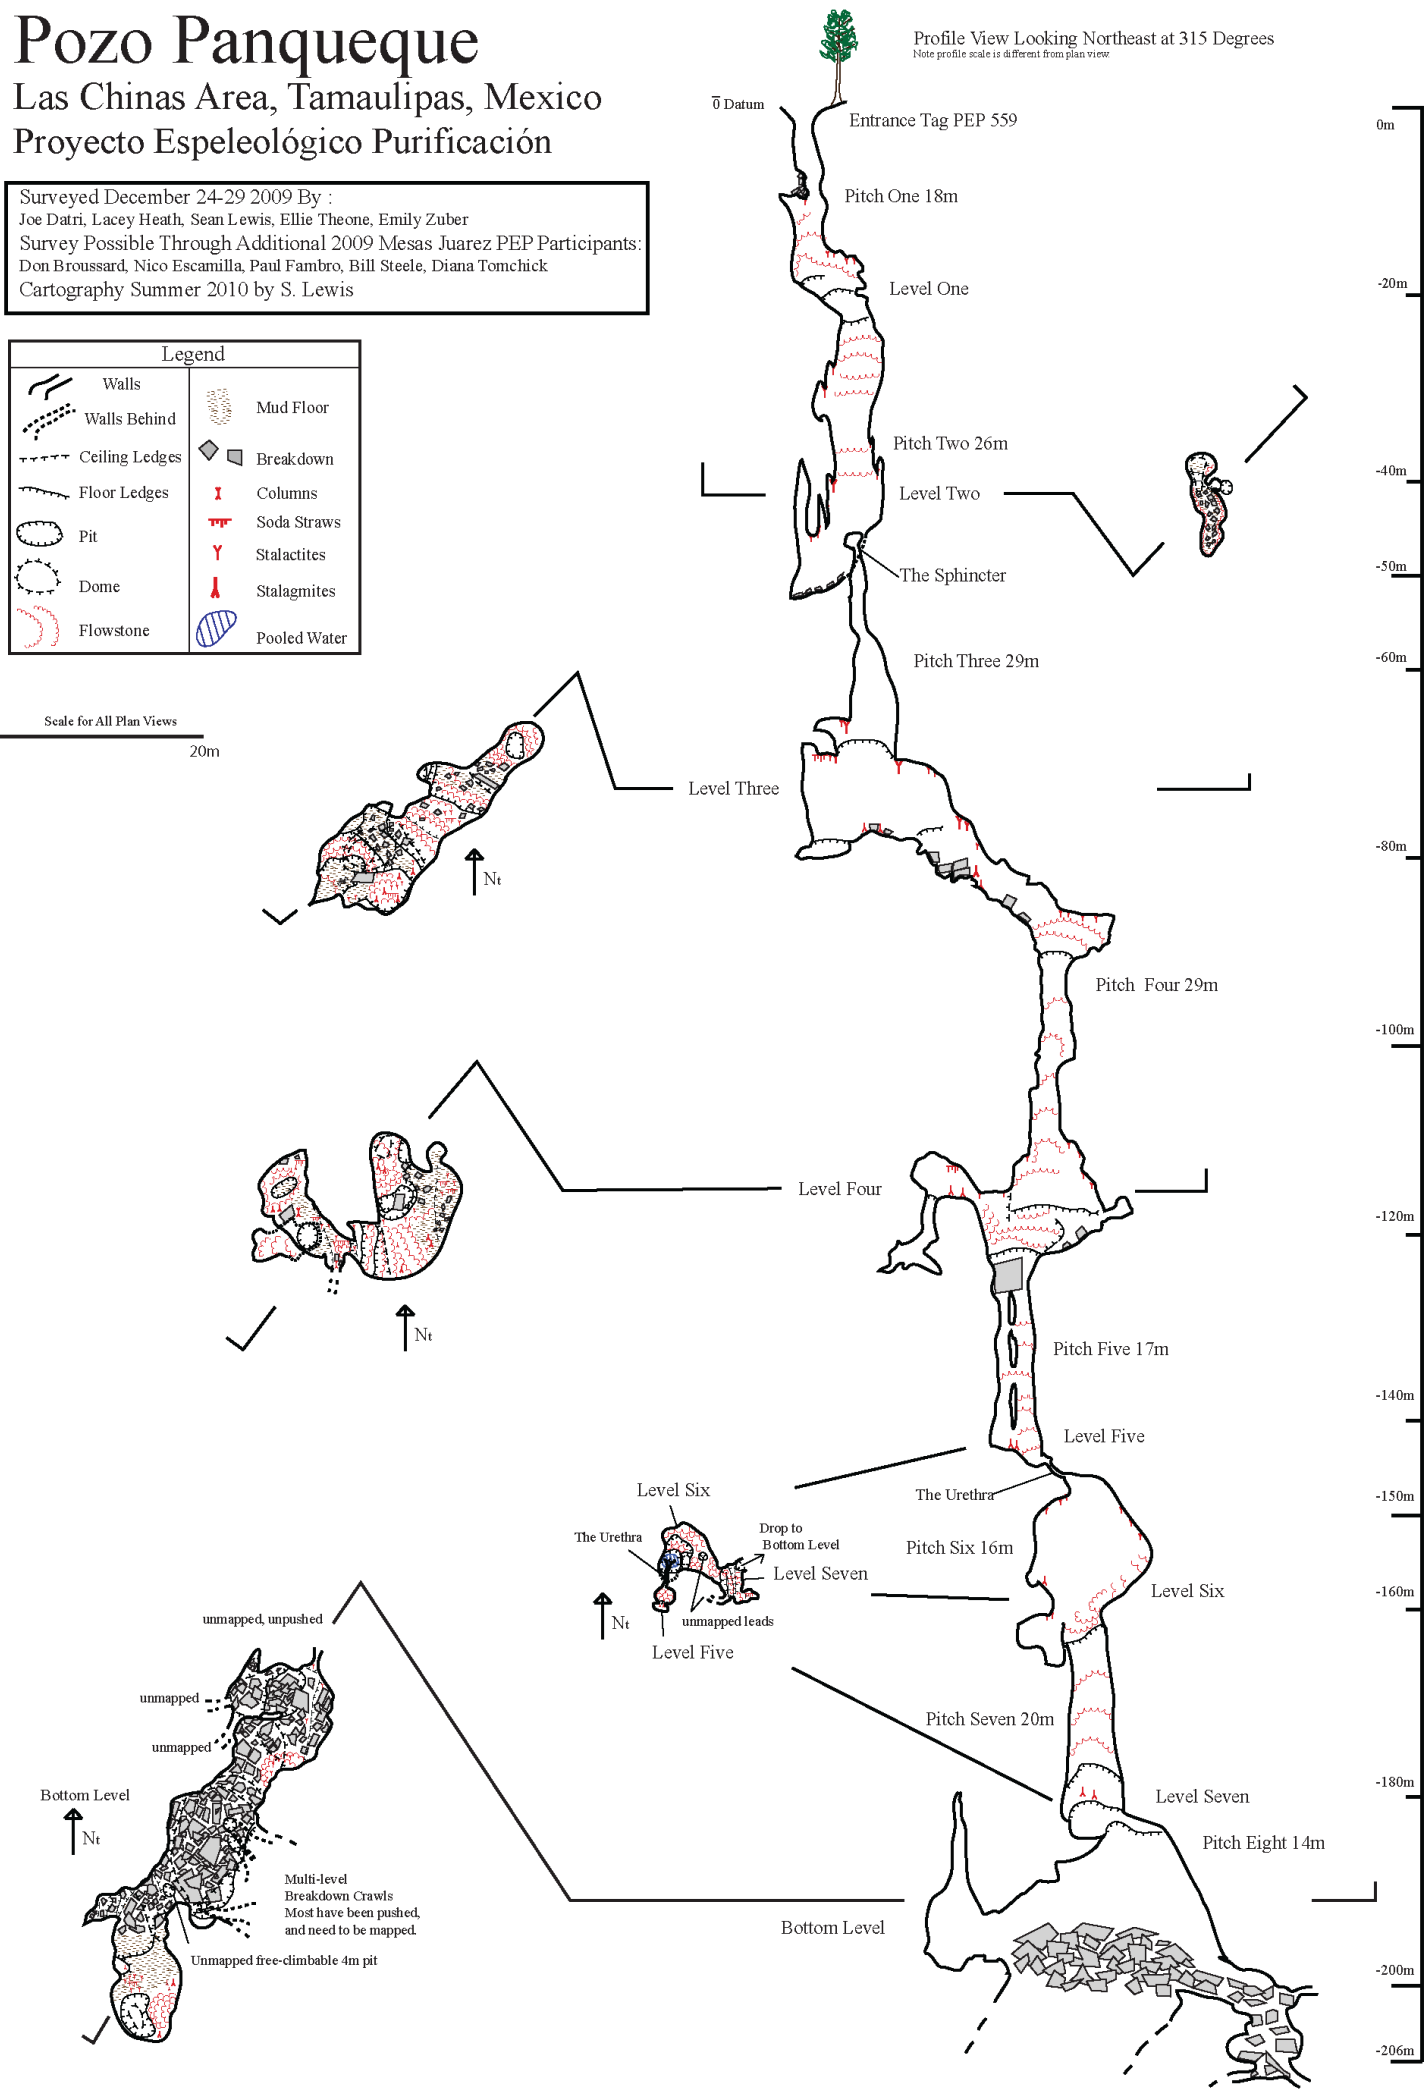 Pozo Panqueque
Las Chinas Area, Tamaulipas, Mexico
Proyecto Espeleológico Purificación
Surveyed December 24-29 2009 By :
Joe Datri, Lacey Heath, Sean Lewis, Ellie Theone, Emily Zuber
Survey Possible Through Additional 2009 Mesas Juarez PEP Participants:
Don Broussard, Nico Escamilla, Paul Fambro, Bill Steele, Diana Tomchick
Cartography Summer 2010 by S. Lewis
Legend
Walls
Walls Behind
Ceiling Ledges
Floor Ledges
Pit
Dome
Flowstone
Mud Floor
Breakdown
Columns
Soda Straws
Stalactites
Stalagmites
Pooled Water
Scale for All Plan Views
20m
Profile View Looking Northeast at 315 Degrees
Note profile scale is different from plan view
0 Datum
Entrance Tag PEP 559
Pitch One 18m
Level One
Pitch Two 26m
Level Two
The Sphincter
Pitch Three 29m
Level Three
Nt
Pitch Four 29m
Level Four
Nt
Pitch Five 17m
Level Five
The Urethra
Pitch Six 16m
Level Six
Level Six
The Urethra
Drop to
Bottom Level
Level Seven
unmapped leads
Nt
Level Five
Pitch Seven 20m
Level Seven
Pitch Eight 14m
Bottom Level
unmapped, unpushed
unmapped
unmapped
Bottom Level
Nt
Multi-level
Breakdown Crawls
Most have been pushed,
and need to be mapped.
Unmapped free-climbable 4m pit
0m
-20m
-40m
-50m
-60m
-80m
-100m
-120m
-140m
-150m
-160m
-180m
-200m
-206m